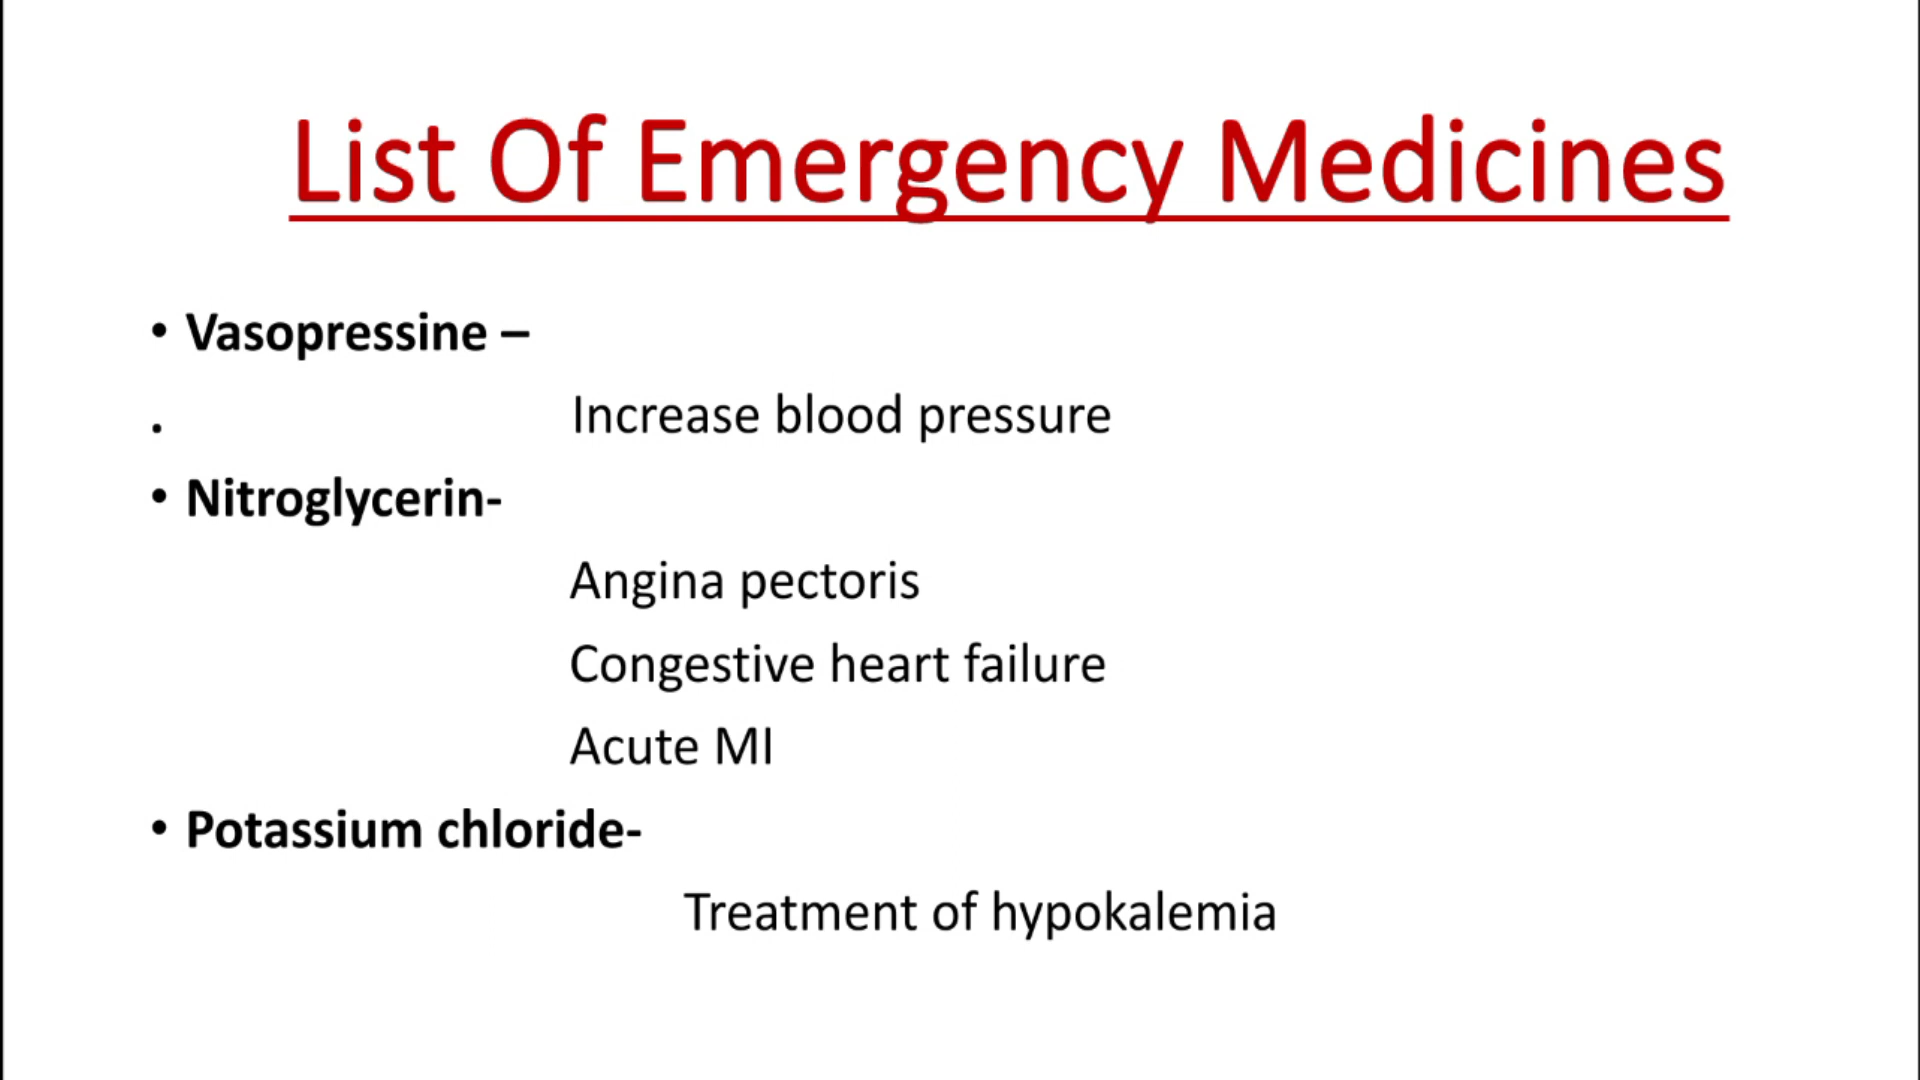 List Of Emergency Medicines
• Vasopressine –
. Increase blood pressure
• Nitroglycerin-
Angina pectoris
Congestive heart failure
Acute MI
• Potassium chloride-
Treatment of hypokalemia